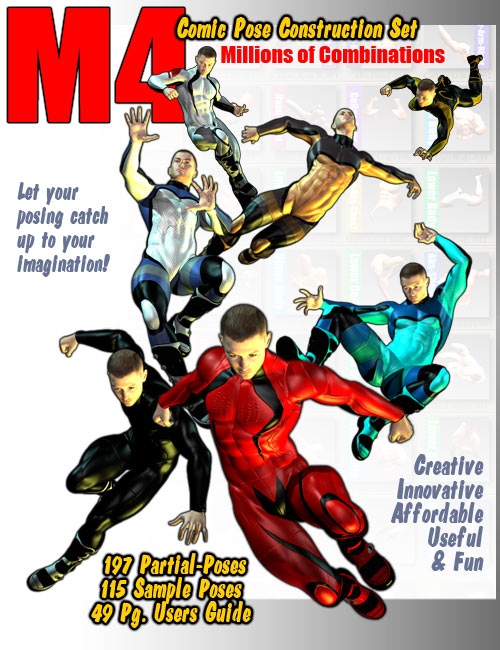 M4
Comic Pose Construction Set
Millions of Combinations
Let your
posing catch
up to your
imagination!
Creative
Innovative
Affordable
Useful
& Fun
197 Partial-Poses
115 Sample Poses
49 Pg. Users Guide